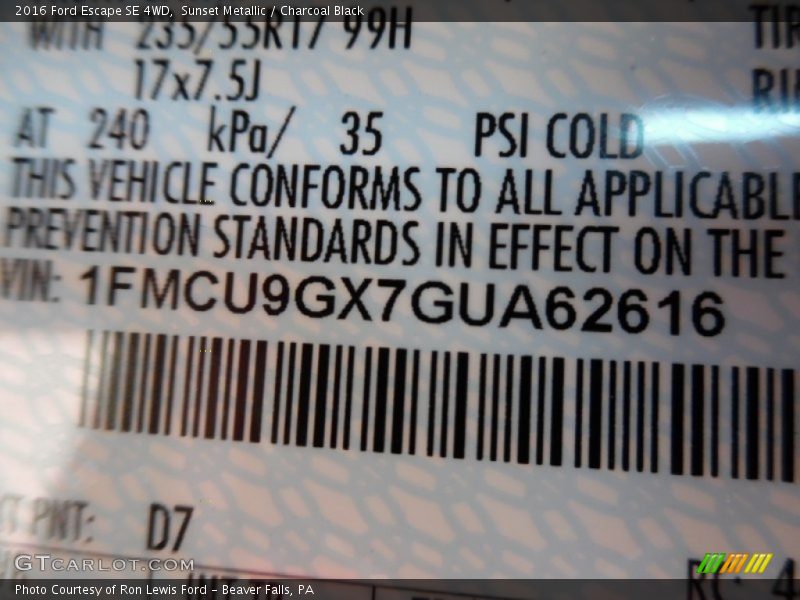 2016 Ford Escape SE 4WD, Sunset Metallic / Charcoal Black
WITH 235/55R17 99H
17x7.5J
AT 240 kPa/ 35 PSI COLD
THIS VEHICLE CONFORMS TO ALL
PREVENTION STANDARDS IN EFFECT ON THE
VIN: 1FMCU9GX7GUA62616
PNT: D7
GTCARLOT.COM
RC: 4
Photo Courtesy of Ron Lewis Ford – Beaver Falls, PA